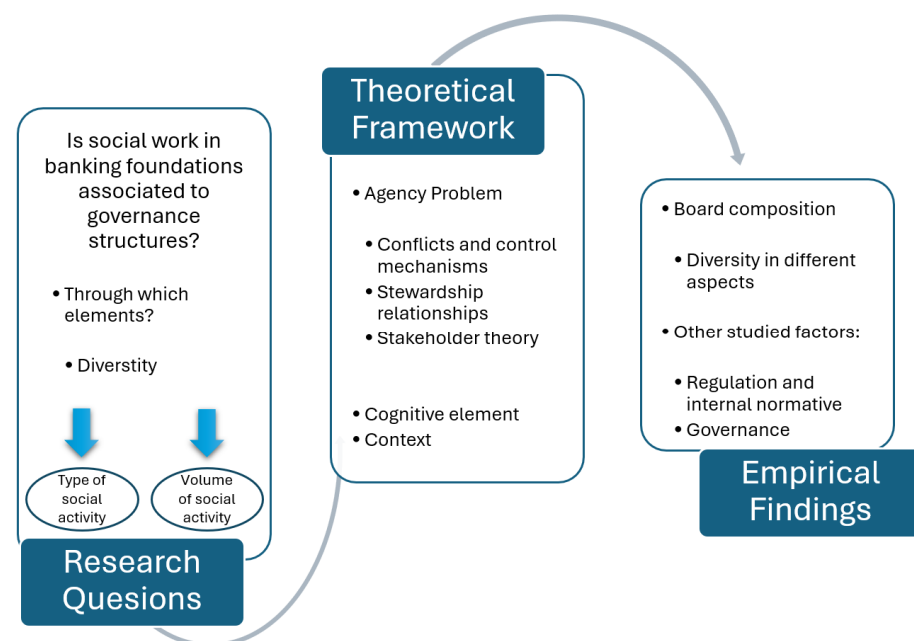 Is social work in
banking foundations
associated to
governance
structures?
• Through which
elements?
• Diverstity
Type of
social
activity
Volume
of social
activity
Research
Quesions
Theoretical
Framework
• Agency Problem
• Conflicts and control
mechanisms
• Stewardship
relationships
• Stakeholder theory
• Cognitive element
• Context
• Board composition
• Diversity in different
aspects
• Other studied factors:
• Regulation and
internal normative
• Governance
Empirical
Findings